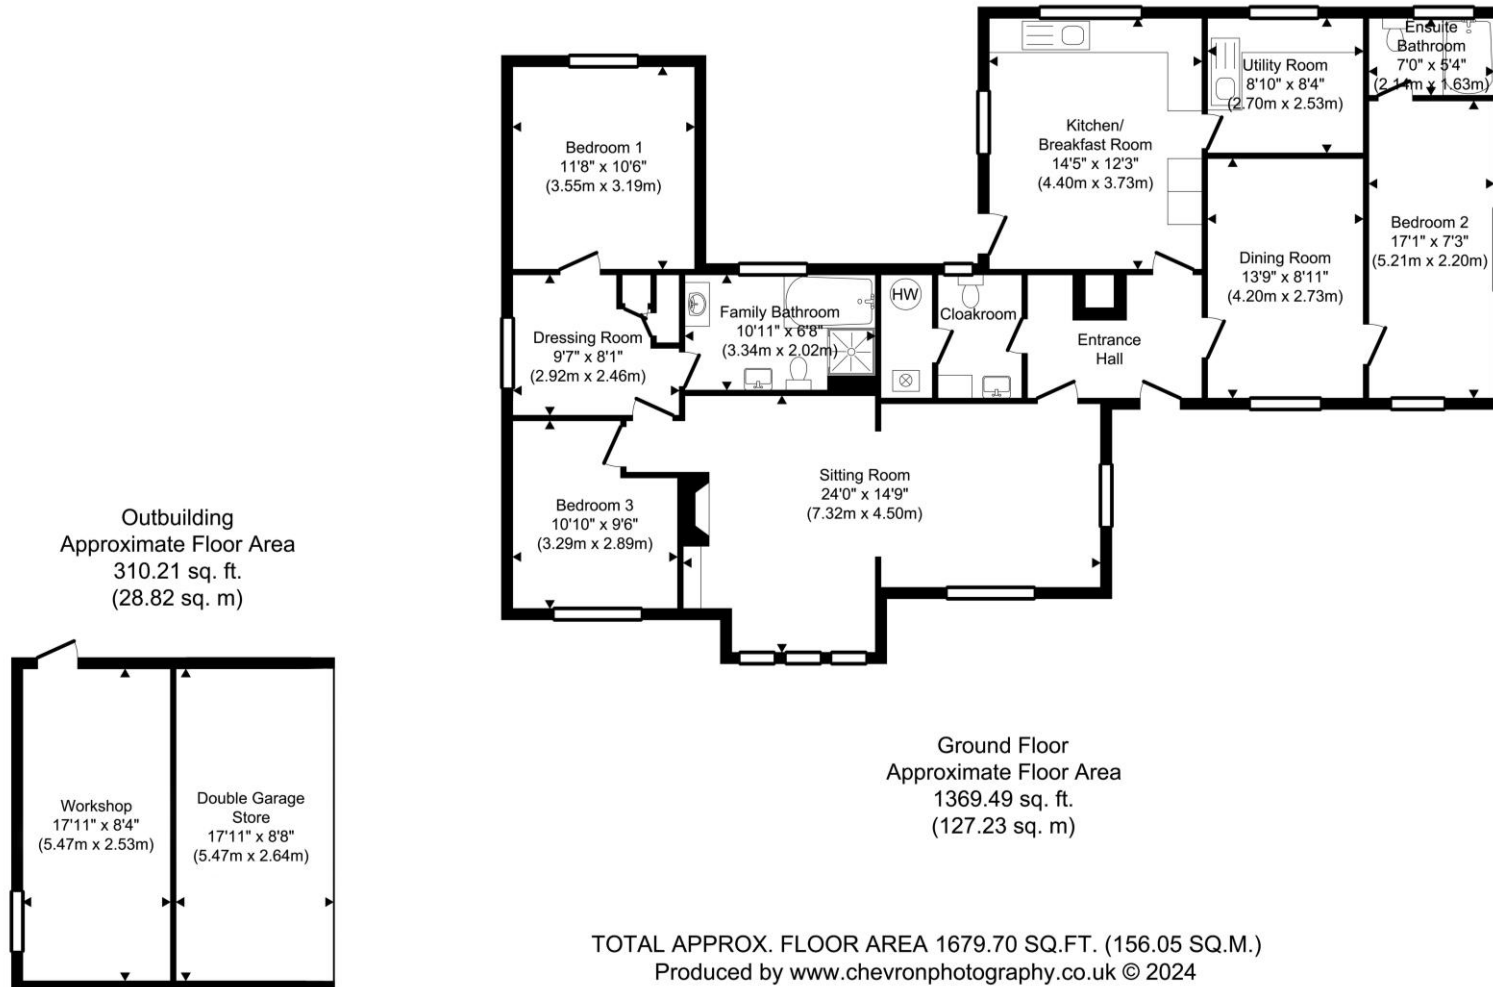 Ensuite
Bathroom
7'0" x 5'4"
(2.14m x 1.63m)
Utility Room
8'10" x 8'4"
(2.70m x 2.53m)
Kitchen/
Breakfast Room
14'5" x 12'3"
(4.40m x 3.73m)
Bedroom 1
11'8" x 10'6"
(3.55m x 3.19m)
Bedroom 2
17'1" x 7'3"
(5.21m x 2.20m)
Dining Room
13'9" x 8'11"
(4.20m x 2.73m)
HW
Cloakroom
Family Bathroom
10'11" x 6'8"
(3.34m x 2.02m)
Dressing Room
9'7" x 8'1"
(2.92m x 2.46m)
Entrance
Hall
Sitting Room
24'0" x 14'9"
(7.32m x 4.50m)
Bedroom 3
10'10" x 9'6"
(3.29m x 2.89m)
Outbuilding
Approximate Floor Area
310.21 sq. ft.
(28.82 sq. m)
Workshop
17'11" x 8'4"
(5.47m x 2.53m)
Double Garage
Store
17'11" x 8'8"
(5.47m x 2.64m)
Ground Floor
Approximate Floor Area
1369.49 sq. ft.
(127.23 sq. m)
TOTAL APPROX. FLOOR AREA 1679.70 SQ.FT. (156.05 SQ.M.)
Produced by www.chevronphotography.co.uk © 2024